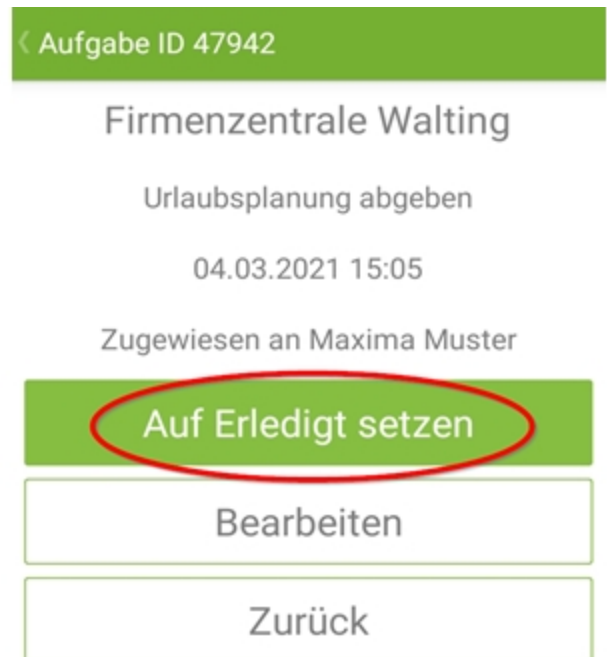 Aufgabe ID 47942
Firmenzentrale Walting
Urlaubsplanung abgeben
04.03.2021 15:05
Zugewiesen an Maxima Muster
Auf Erledigt setzen
Bearbeiten
Zurück